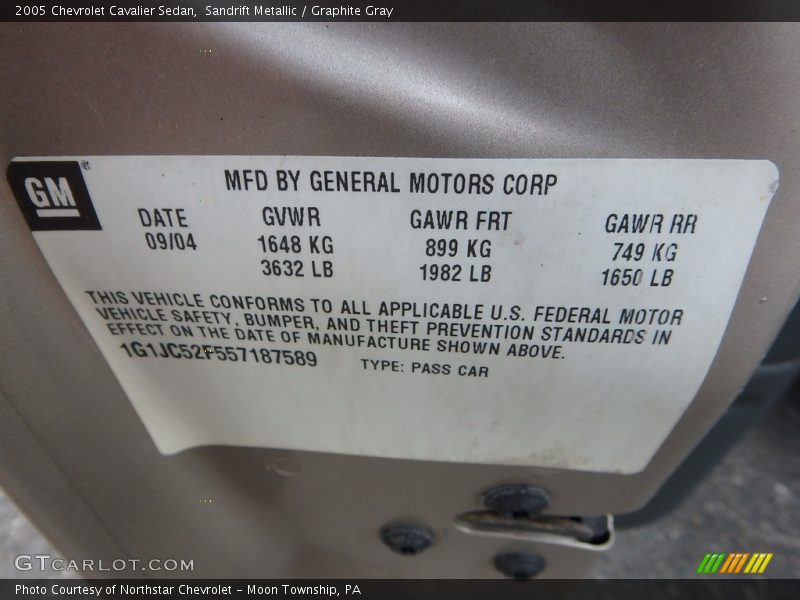 2005 Chevrolet Cavalier Sedan, Sandrift Metallic / Graphite Gray
GM
MFD BY GENERAL MOTORS CORP
DATE GVWR GAWR FRT GAWR RR
09/04 1648 KG 899 KG 749 KG
3632 LB 1982 LB 1650 LB
THIS VEHICLE CONFORMS TO ALL APPLICABLE U.S. FEDERAL MOTOR
VEHICLE SAFETY, BUMPER, AND THEFT PREVENTION STANDARDS IN
EFFECT ON THE DATE OF MANUFACTURE SHOWN ABOVE.
1G1JC52F557187589 TYPE: PASS CAR
GTCARLOT.COM
Photo Courtesy of Northstar Chevrolet - Moon Township, PA